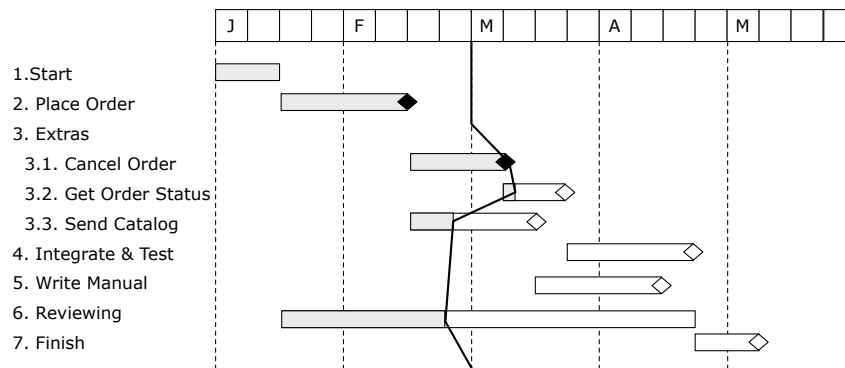 J F M A M
1.Start
2. Place Order
3. Extras
3.1. Cancel Order
3.2. Get Order Status
3.3. Send Catalog
4. Integrate & Test
5. Write Manual
6. Reviewing
7. Finish